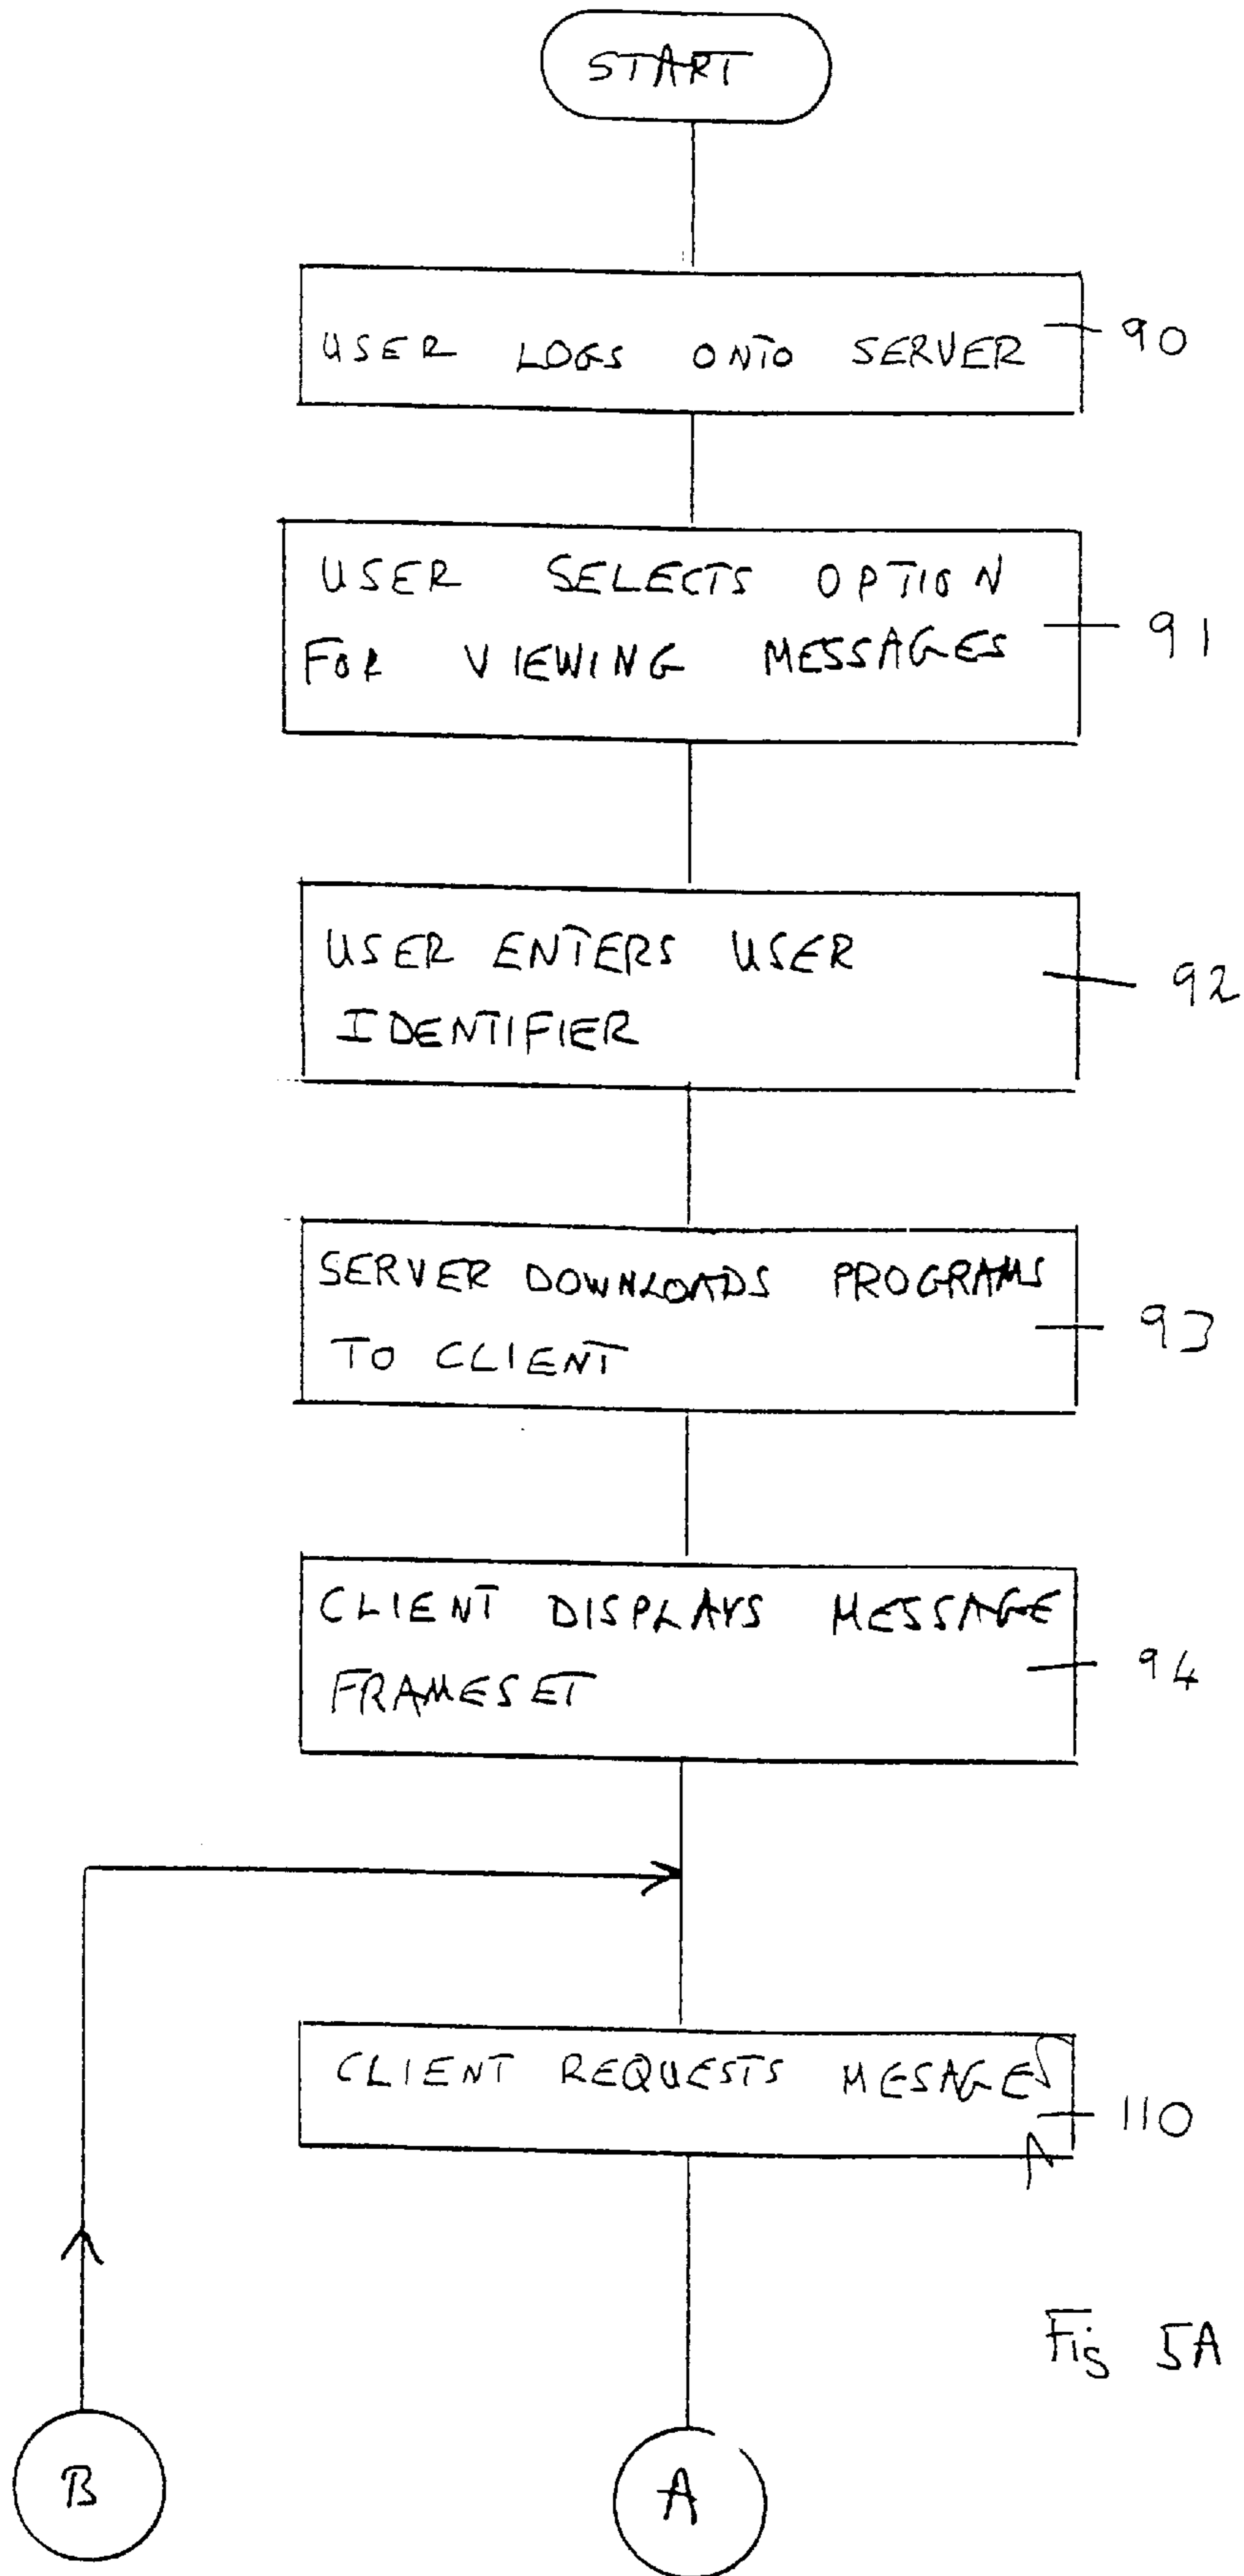 START
USER LOGS ONTO SERVER
90
USER SELECTS OPTION
FOR VIEWING MESSAGES
91
USER ENTERS USER
IDENTIFIER
92
SERVER DOWNLOADS PROGRAMS
TO CLIENT
93
CLIENT DISPLAYS MESSAGE
FRAMESET
94
CLIENT REQUESTS MESAGES
110
Fig 5A
B
A